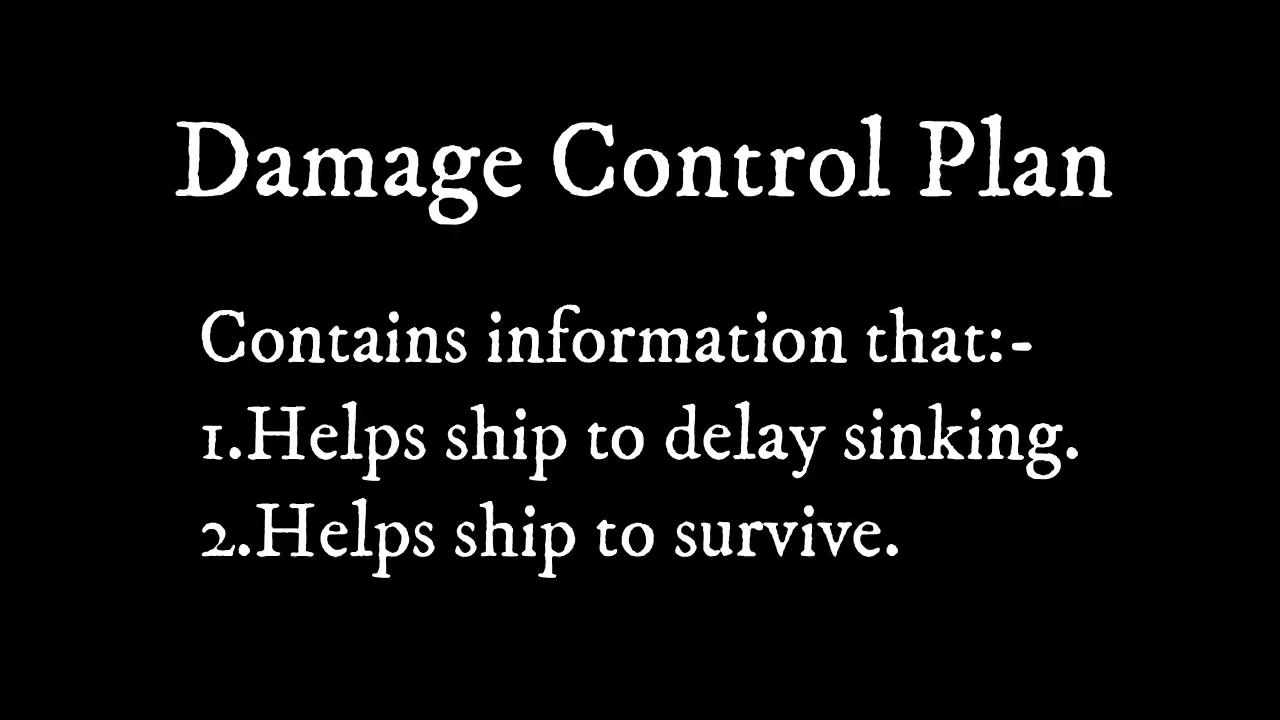 Damage Control Plan
Contains information that:-
1.Helps ship to delay sinking.
2.Helps ship to survive.